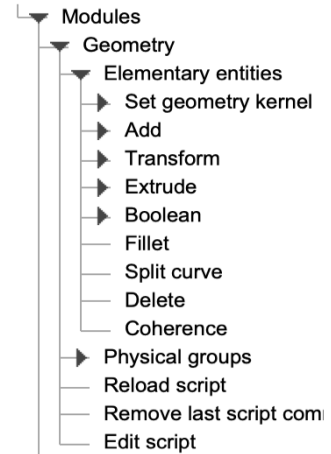 Modules
Geometry
Elementary entities
Set geometry kernel
Add
Transform
Extrude
Boolean
Fillet
Split curve
Delete
Coherence
Physical groups
Reload script
Remove last script com
Edit script